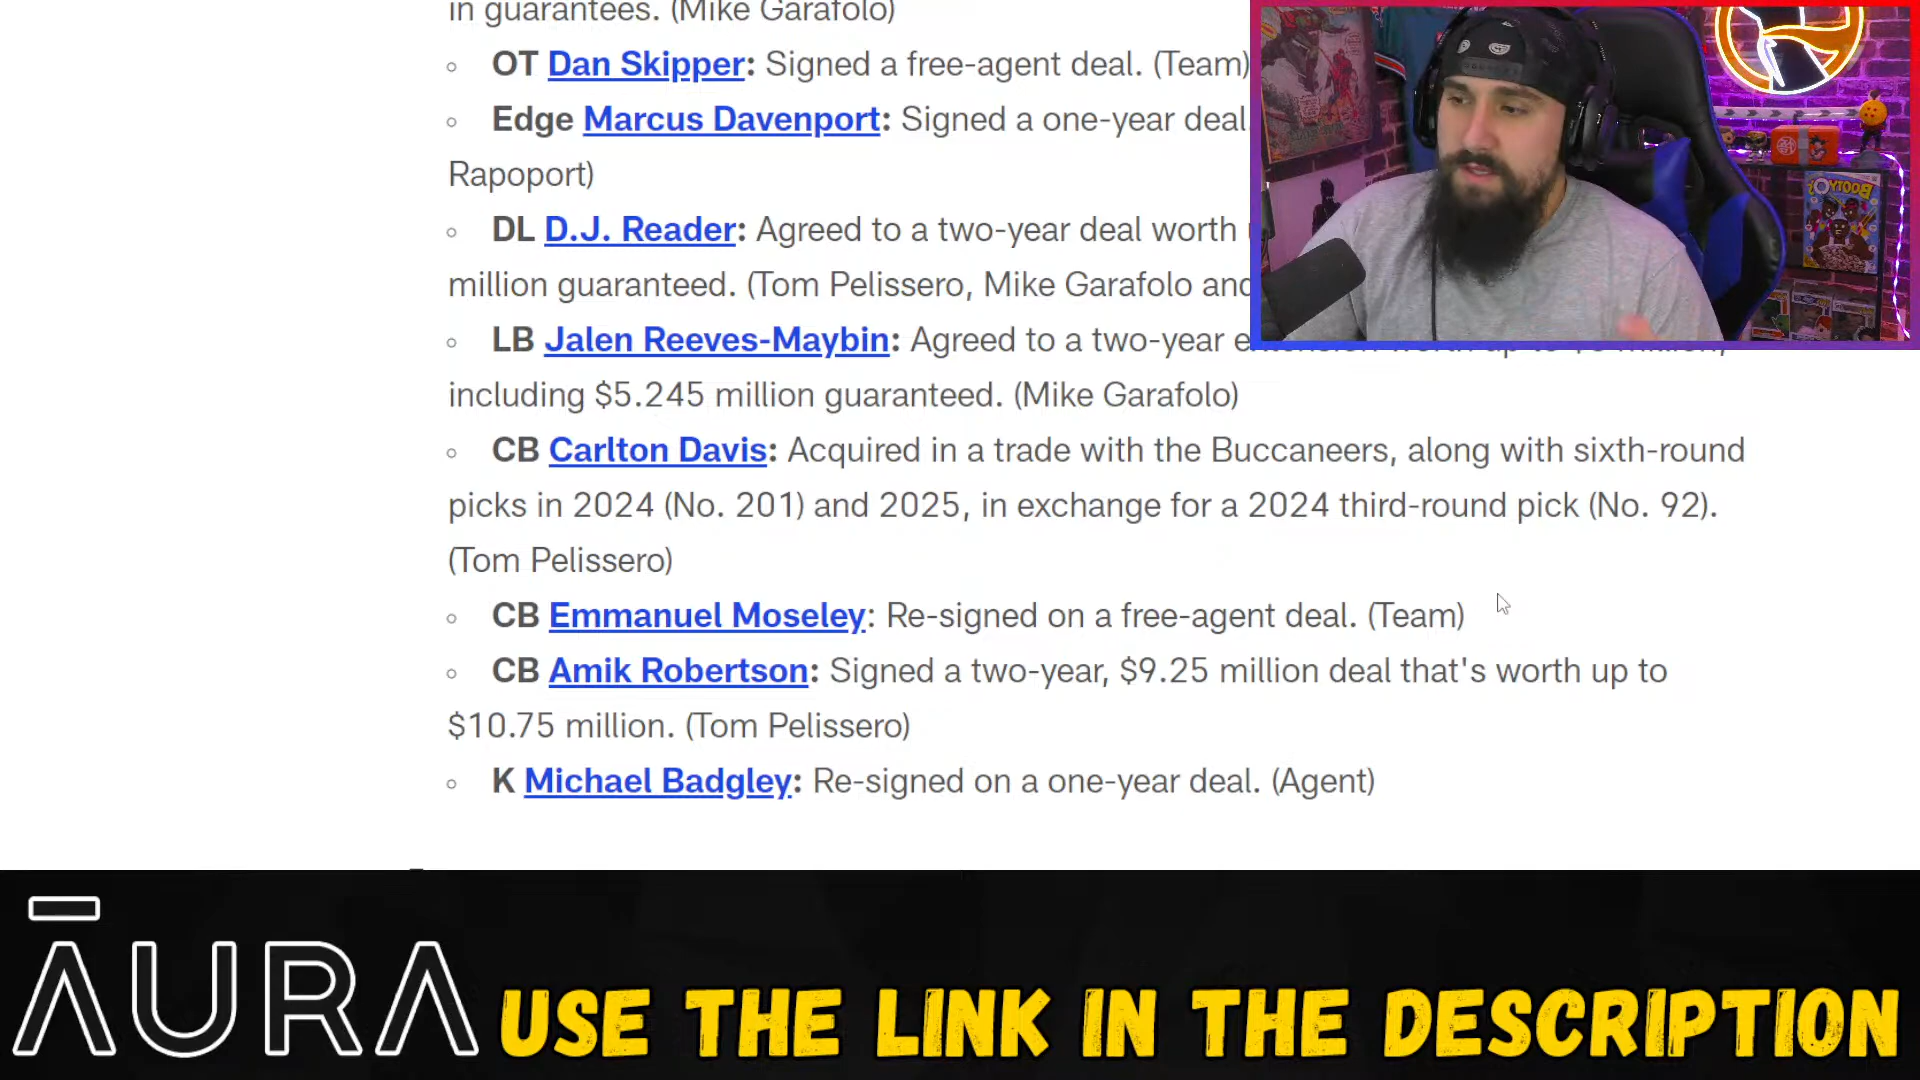 in guarantees. (Mike Garafolo)
OT Dan Skipper: Signed a free-agent deal. (Team)
Edge Marcus Davenport: Signed a one-year deal.
Rapoport)
DL D.J. Reader: Agreed to a two-year deal worth
million guaranteed. (Tom Pelissero, Mike Garafolo and
LB Jalen Reeves-Maybin: Agreed to a two-year extension worth up to
including $5.245 million guaranteed. (Mike Garafolo)
CB Carlton Davis: Acquired in a trade with the Buccaneers, along with sixth-round
picks in 2024 (No. 201) and 2025, in exchange for a 2024 third-round pick (No. 92).
(Tom Pelissero)
CB Emmanuel Moseley: Re-signed on a free-agent deal. (Team)
CB Amik Robertson: Signed a two-year, $9.25 million deal that's worth up to
$10.75 million. (Tom Pelissero)
K Michael Badgley: Re-signed on a one-year deal. (Agent)
ĀURA USE THE LINK IN THE DESCRIPTION